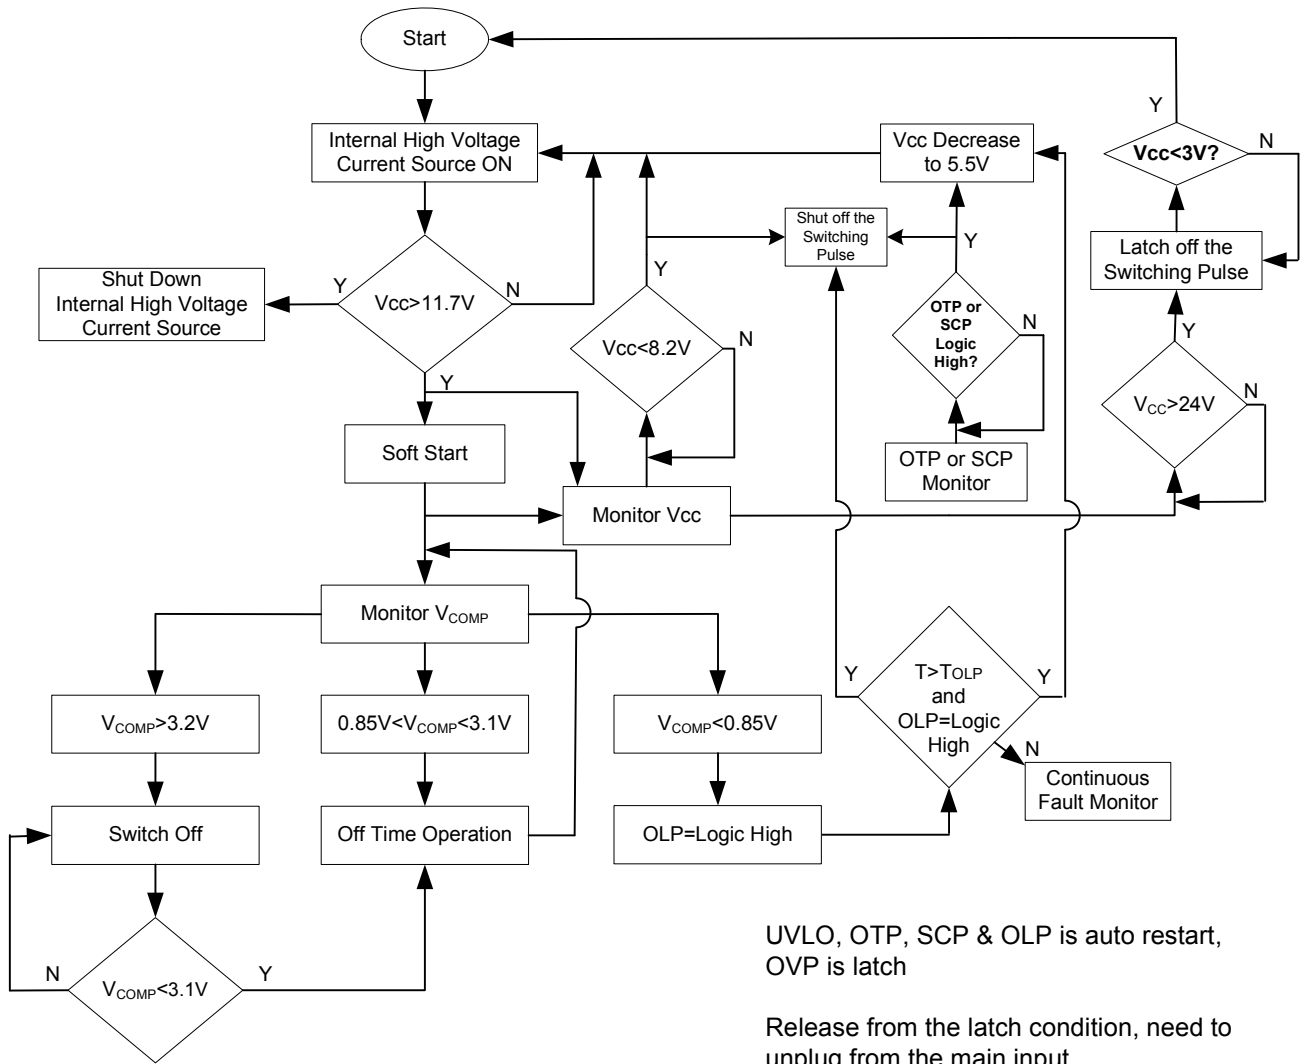 Start
Internal High Voltage
Current Source ON
Vcc Decrease
to 5.5V
Y
Vcc<3V?
N
Shut off the
Switching
Pulse
Y
Latch off the
Switching Pulse
Shut Down
Internal High Voltage
Current Source
Y
Vcc>11.7V
N
Y
Vcc<8.2V
N
OTP or
SCP
Logic
High?
N
Y
VCC>24V
N
Y
Soft Start
OTP or SCP
Monitor
Monitor Vcc
Monitor VCOMP
VCOMP>3.2V
0.85V<VCOMP<3.1V
VCOMP<0.85V
Y
T>TOLP
and
OLP=Logic
High
Y
N
Continuous
Fault Monitor
Switch Off
Off Time Operation
OLP=Logic High
N
VCOMP<3.1V
Y
UVLO, OTP, SCP & OLP is auto restart,
OVP is latch
Release from the latch condition, need to
unplug from the main input